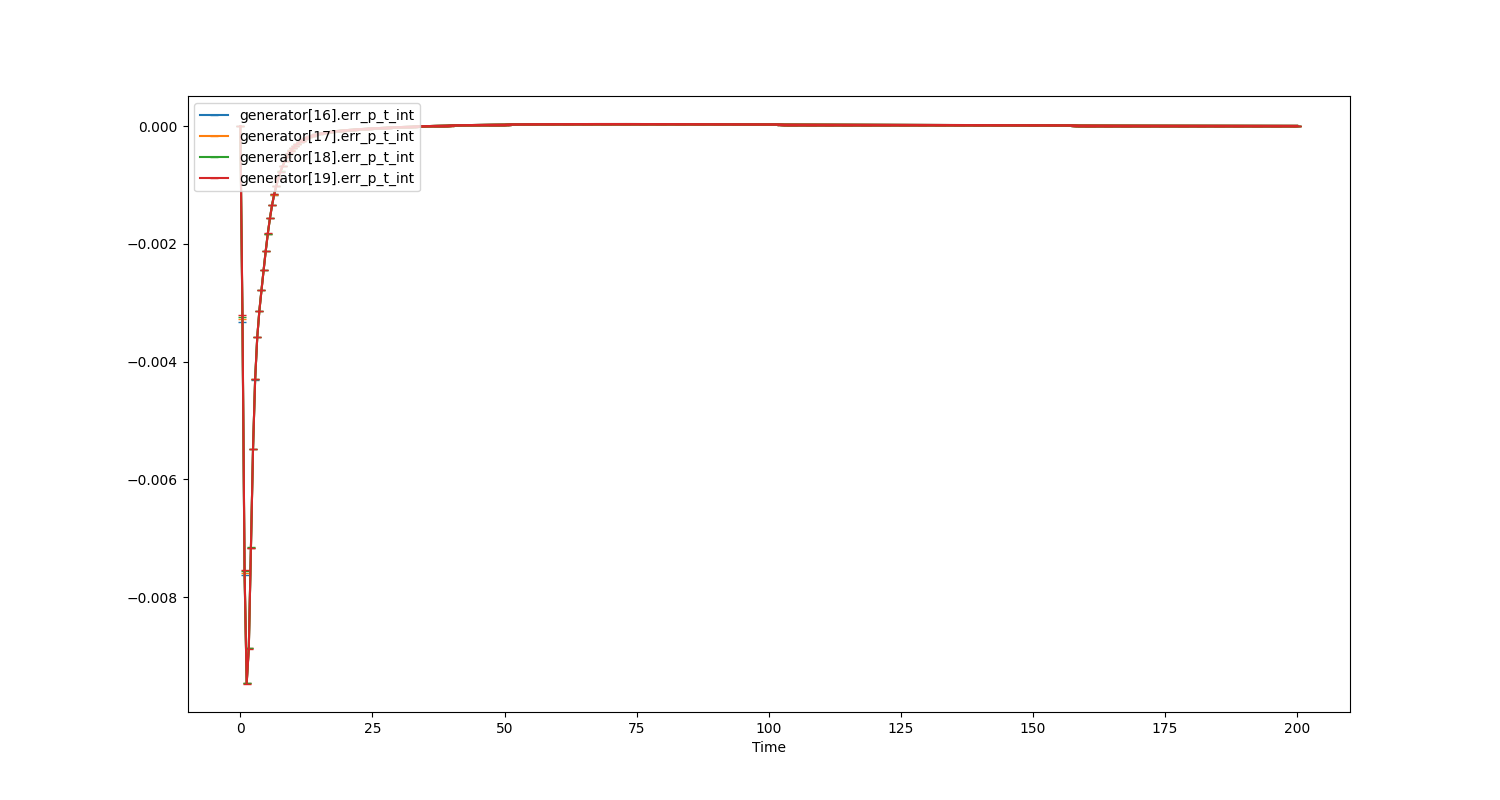 generator[16].err_p_t_int
generator[17].err_p_t_int
generator[18].err_p_t_int
generator[19].err_p_t_int
0.000
−0.002
−0.004
−0.006
−0.008
0 25 50 75 100 125 150 175 200
Time